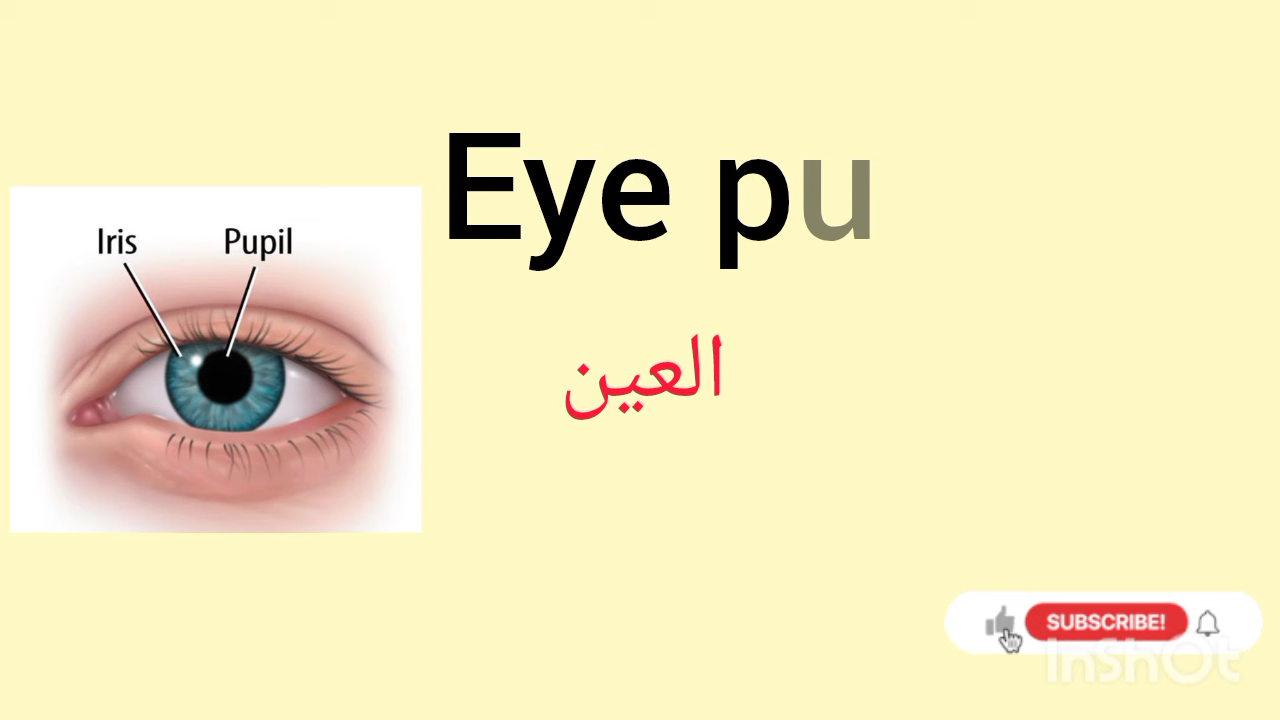 Eye pu
Iris Pupil
العين
SUBSCRIBE!
InShOt